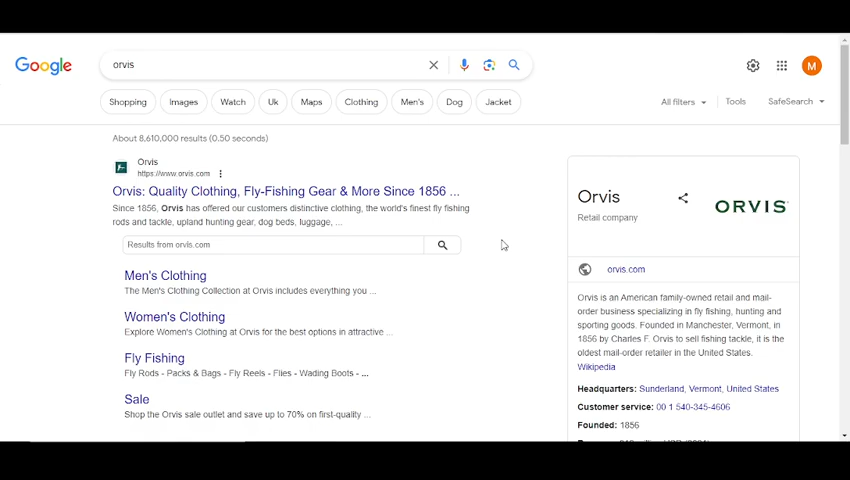 Google
orvis
Shopping
Images
Watch
Uk
Maps
Clothing
Men's
Dog
Jacket
All filters
Tools
SafeSearch
M
About 8,610,000 results (0.50 seconds)
Orvis
https://www.orvis.com
Orvis: Quality Clothing, Fly-Fishing Gear & More Since 1856 ...
Since 1856, Orvis has offered our customers distinctive clothing, the world's finest fly fishing
rods and tackle, upland hunting gear, dog beds, luggage, ...
Results from orvis.com
Men's Clothing
The Men's Clothing Collection at Orvis includes everything you ...
Women's Clothing
Explore Women's Clothing at Orvis for the best options in attractive ...
Fly Fishing
Fly Rods - Packs & Bags - Fly Reels - Flies - Wading Boots - ...
Sale
Shop the Orvis sale outlet and save up to 70% on first-quality ...
Orvis
Retail company
ORVIS
orvis.com
Orvis is an American family-owned retail and mail-
order business specializing in fly fishing, hunting and
sporting goods. Founded in Manchester, Vermont, in
1856 by Charles F. Orvis to sell fishing tackle, it is the
oldest mail-order retailer in the United States.
Wikipedia
Headquarters: Sunderland, Vermont, United States
Customer service: 00 1 540-345-4606
Founded: 1856